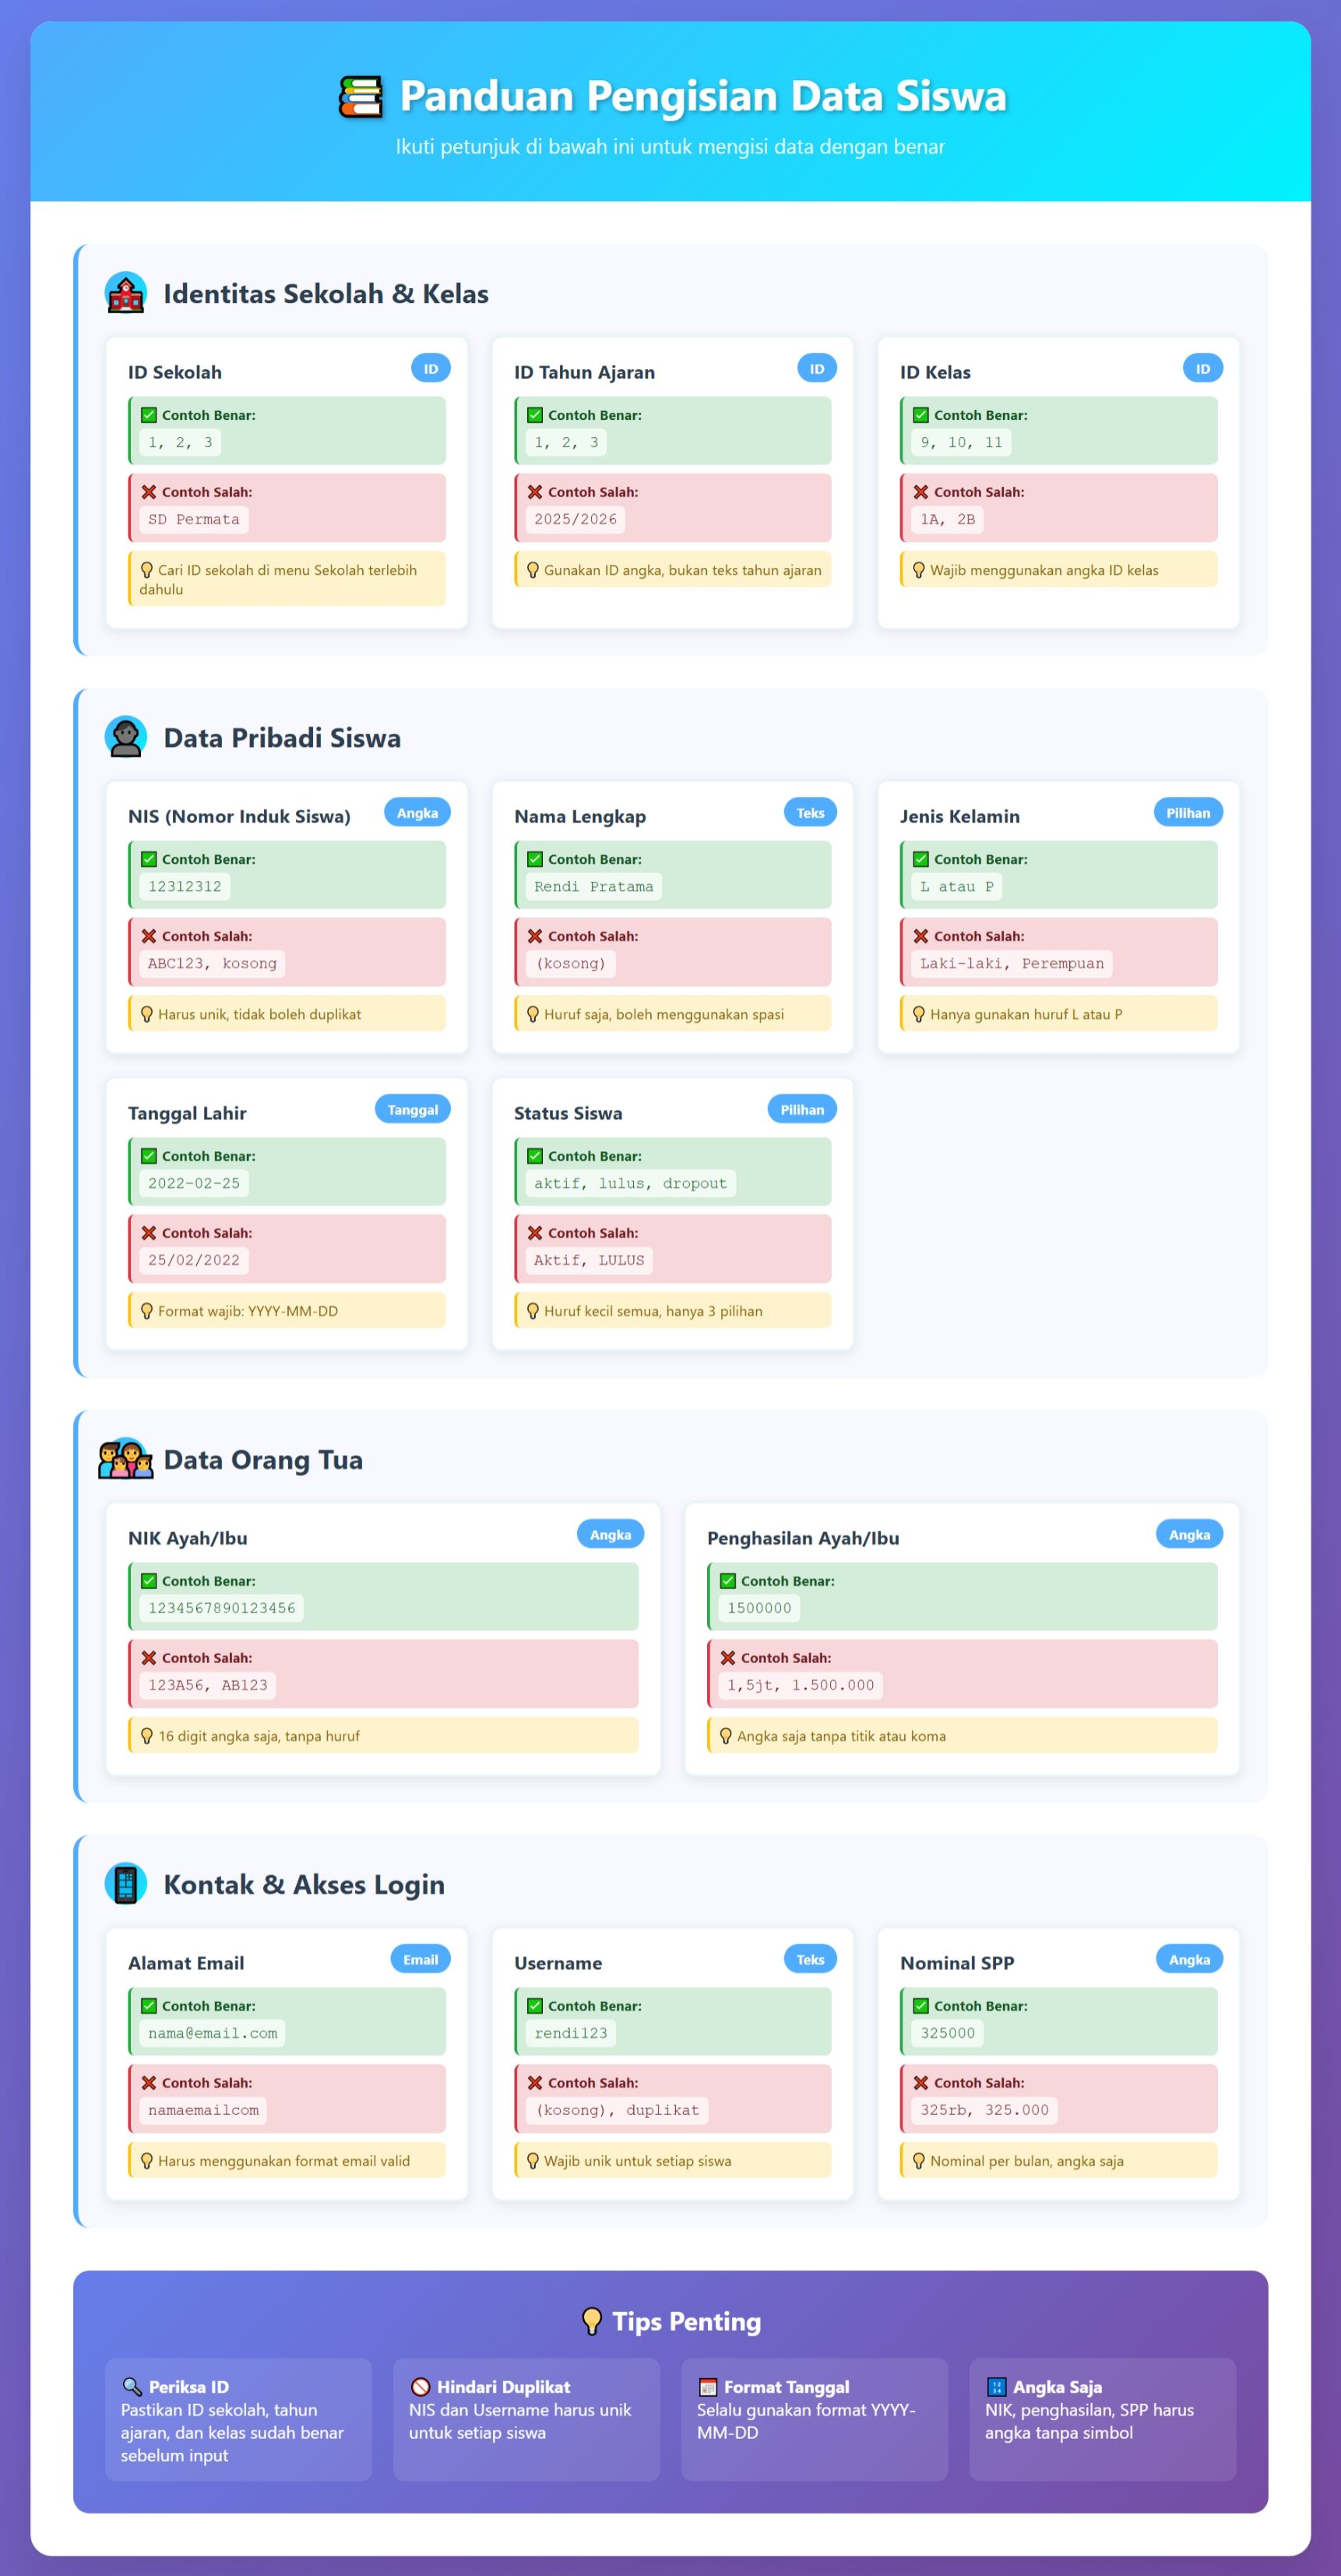 Panduan Pengisian Data Siswa
Ikuti petunjuk di bawah ini untuk mengisi data dengan benar
Identitas Sekolah & Kelas
ID Sekolah
ID
Contoh Benar:
1, 2, 3
Contoh Salah:
SD Permata
Cari ID sekolah di menu Sekolah terlebih
dahulu
ID Tahun Ajaran
ID
Contoh Benar:
1, 2, 3
Contoh Salah:
2025/2026
Gunakan ID angka, bukan teks tahun ajaran
ID Kelas
ID
Contoh Benar:
9, 10, 11
Contoh Salah:
1A, 2B
Wajib menggunakan angka ID kelas
Data Pribadi Siswa
NIS (Nomor Induk Siswa)
Angka
Contoh Benar:
12312312
Contoh Salah:
ABC123, kosong
Harus unik, tidak boleh duplikat
Nama Lengkap
Teks
Contoh Benar:
Rendi Pratama
Contoh Salah:
(kosong)
Huruf saja, boleh menggunakan spasi
Jenis Kelamin
Pilihan
Contoh Benar:
L atau P
Contoh Salah:
Laki-laki, Perempuan
Hanya gunakan huruf L atau P
Tanggal Lahir
Tanggal
Contoh Benar:
2022-02-25
Contoh Salah:
25/02/2022
Format wajib: YYYY-MM-DD
Status Siswa
Pilihan
Contoh Benar:
aktif, lulus, dropout
Contoh Salah:
Aktif, LULUS
Huruf kecil semua, hanya 3 pilihan
Data Orang Tua
NIK Ayah/Ibu
Angka
Contoh Benar:
1234567890123456
Contoh Salah:
123A56, AB123
16 digit angka saja, tanpa huruf
Penghasilan Ayah/Ibu
Angka
Contoh Benar:
1500000
Contoh Salah:
1,5jt, 1.500.000
Angka saja tanpa titik atau koma
Kontak & Akses Login
Alamat Email
Email
Contoh Benar:
nama@email.com
Contoh Salah:
namaemailcom
Harus menggunakan format email valid
Username
Teks
Contoh Benar:
rendi123
Contoh Salah:
(kosong), duplikat
Wajib unik untuk setiap siswa
Nominal SPP
Angka
Contoh Benar:
325000
Contoh Salah:
325rb, 325.000
Nominal per bulan, angka saja
Tips Penting
Periksa ID
Pastikan ID sekolah, tahun
ajaran, dan kelas sudah benar
sebelum input
Hindari Duplikat
NIS dan Username harus unik
untuk setiap siswa
Format Tanggal
Selalu gunakan format YYYY-
MM-DD
Angka Saja
NIK, penghasilan, SPP harus
angka tanpa simbol